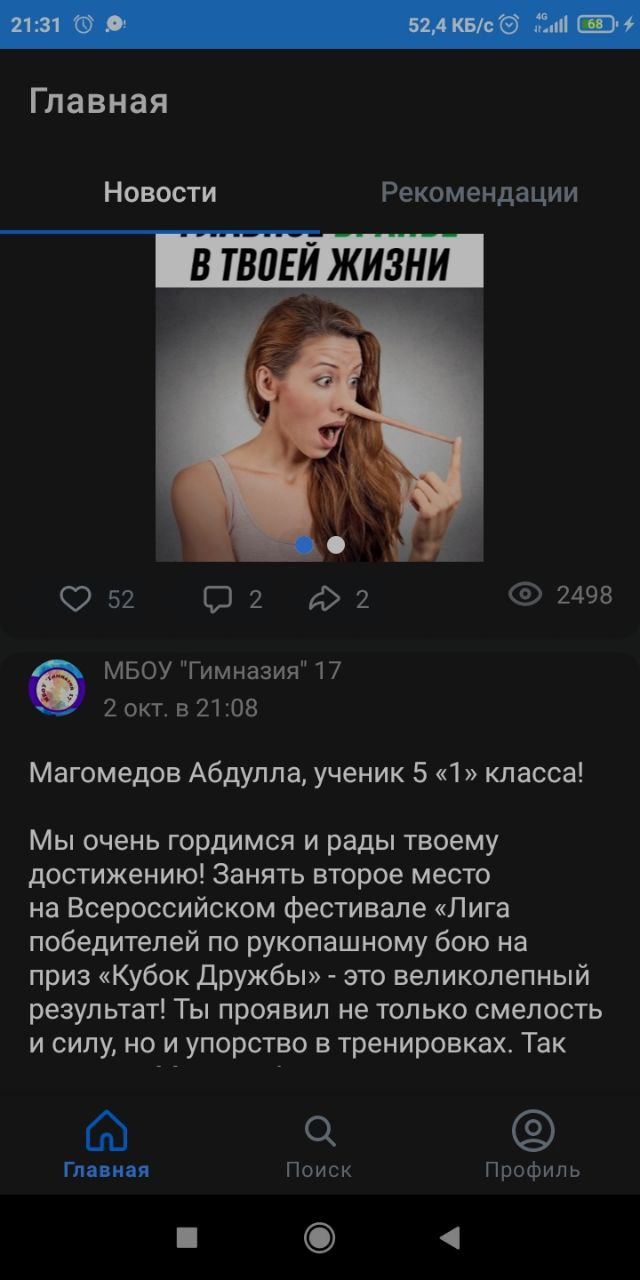 21:31 52,4 КБ/с 4G 68
Главная
Новости Рекомендации
В ТВОЕЙ ЖИЗНИ
52 2 2 2498
МБОУ "Гимназия" 17
2 окт. в 21:08
Магомедов Абдулла, ученик 5 «1» класса!
Мы очень гордимся и рады твоему
достижению! Занять второе место
на Всероссийском фестивале «Лига
победителей по рукопашному бою на
приз «Кубок Дружбы» - это великолепный
результат! Ты проявил не только смелость
и силу, но и упорство в тренировках. Так
Главная Поиск Профиль